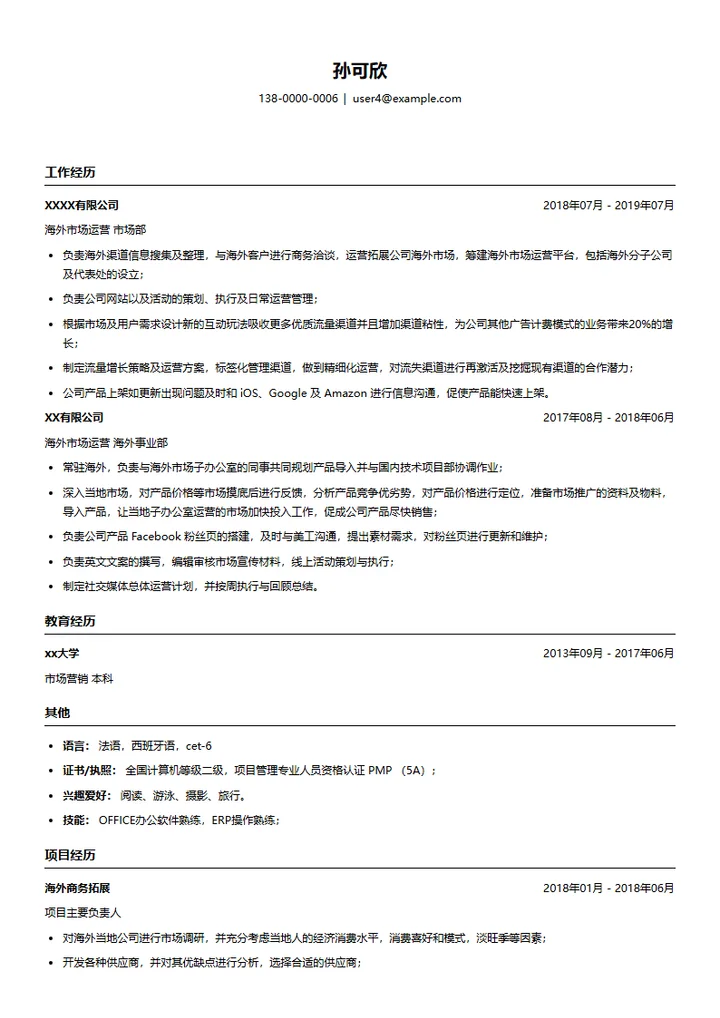 孙可欣
138-0000-0006 | user4@example.com
工作经历
XXXX有限公司 2018年07月 - 2019年07月
海外市场运营 市场部
• 负责海外渠道信息搜集及整理，与海外客户进行商务洽谈，运营拓展公司海外市场，筹建海外市场运营平台，包括海外分子公司
及代表处的设立；
• 负责公司网站以及活动的策划、执行及日常运营管理；
• 根据市场及用户需求设计新的互动玩法吸收更多优质流量渠道并且增加渠道粘性，为公司其他广告计费模式的业务带来20%的增
长；
• 制定流量增长策略及运营方案，标签化管理渠道，做到精细化运营，对流失渠道进行再激活及挖掘现有渠道的合作潜力；
• 公司产品上架如更新出现问题及时和 iOS、Google 及 Amazon 进行信息沟通，促使产品能快速上架。
XX有限公司 2017年08月 - 2018年06月
海外市场运营 海外事业部
• 常驻海外，负责与海外市场子办公室的同事共同规划产品导入并与国内技术项目部协调作业；
• 深入当地市场，对产品价格等市场摸底后进行反馈，分析产品竞争优劣势，对产品价格进行定位，准备市场推广的资料及物料，
导入产品，让当地子办公室运营的市场加快投入工作，促成公司产品尽快销售；
• 负责公司产品 Facebook 粉丝页的搭建，及时与美工沟通，提出素材需求，对粉丝页进行更新和维护；
• 负责英文文案的撰写，编辑审核市场宣传材料，线上活动策划与执行；
• 制定社交媒体总体运营计划，并按周执行与回顾总结。
教育经历
xx大学 2013年09月 - 2017年06月
市场营销 本科
其他
• 语言： 法语，西班牙语，cet-6
• 证书/执照： 全国计算机等级二级，项目管理专业人员资格认证 PMP （5A）；
• 兴趣爱好： 阅读、游泳、摄影、旅行。
• 技能： OFFICE办公软件熟练，ERP操作熟练；
项目经历
海外商务拓展 2018年01月 - 2018年06月
项目主要负责人
• 对海外当地公司进行市场调研，并充分考虑当地人的经济消费水平，消费喜好和模式，淡旺季等因素；
• 开发各种供应商，并对其优缺点进行分析，选择合适的供应商；